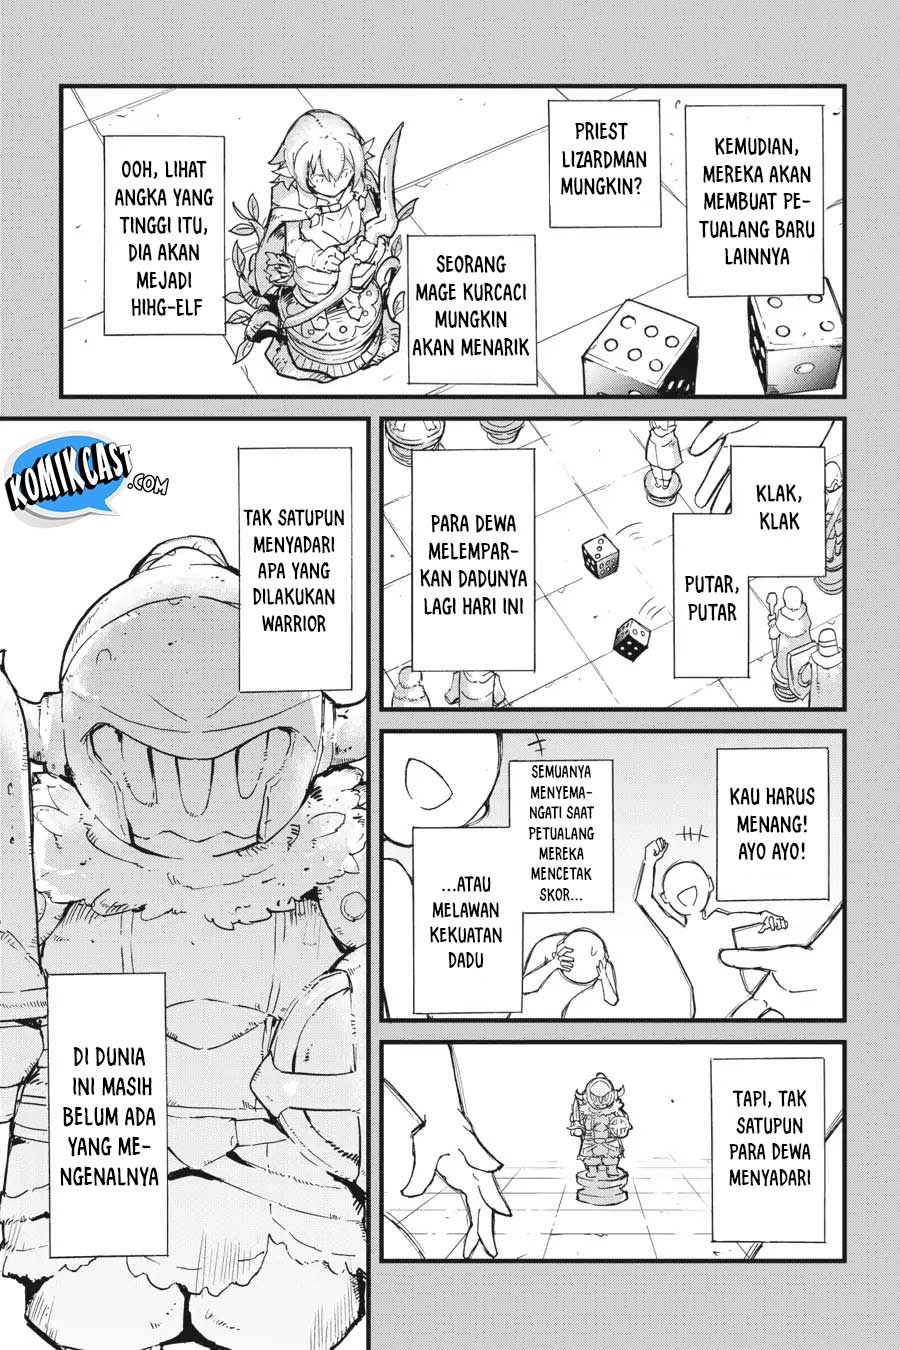 KEMUDIAN,
MEREKA AKAN
MEMBUAT PE-
TUALANG BARU
LAINNYA
PRIEST
LIZARDMAN
MUNGKIN?
SEORANG
MAGE KURCACI
MUNGKIN
AKAN MENARIK
OOH, LIHAT
ANGKA YANG
TINGGI ITU,
DIA AKAN
MEJADI
HIHG-ELF
KLAK,
KLAK
PUTAR,
PUTAR
PARA DEWA
MELEMPAR-
KAN DADUNYA
LAGI HARI INI
KAU HARUS
MENANG!
AYO AYO!
SEMUANYA
MENYEMA-
NGATI SAAT
PETUALANG
MEREKA
MENCETAK
SKOR...
...ATAU
MELAWAN
KEKUATAN
DADU
TAPI, TAK
SATUPUN
PARA DEWA
MENYADARI
KOMIKCAST
.COM
TAK SATUPUN
MENYADARI
APA YANG
DILAKUKAN
WARRIOR
DI DUNIA
INI MASIH
BELUM ADA
YANG ME-
NGENALNYA